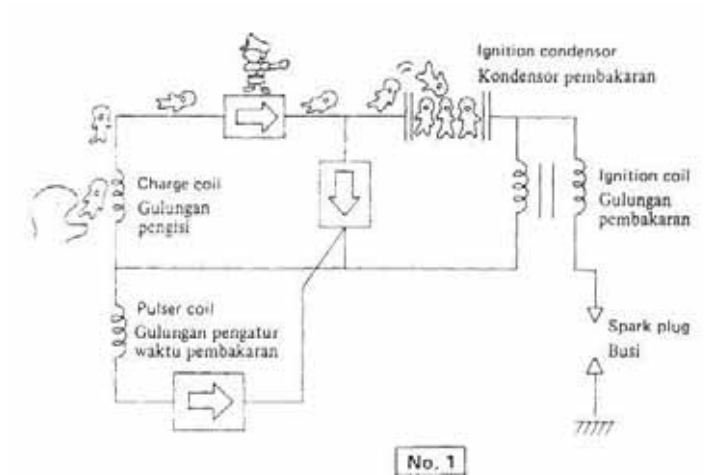 Ignition condensor
Kondensor pembakaran
Charge coil
Gulungan
pengisi
Ignition coil
Gulungan
pembakaran
Pulser coil
Gulungan pengatur
waktu pembakaran
Spark plug
Busi
No. 1